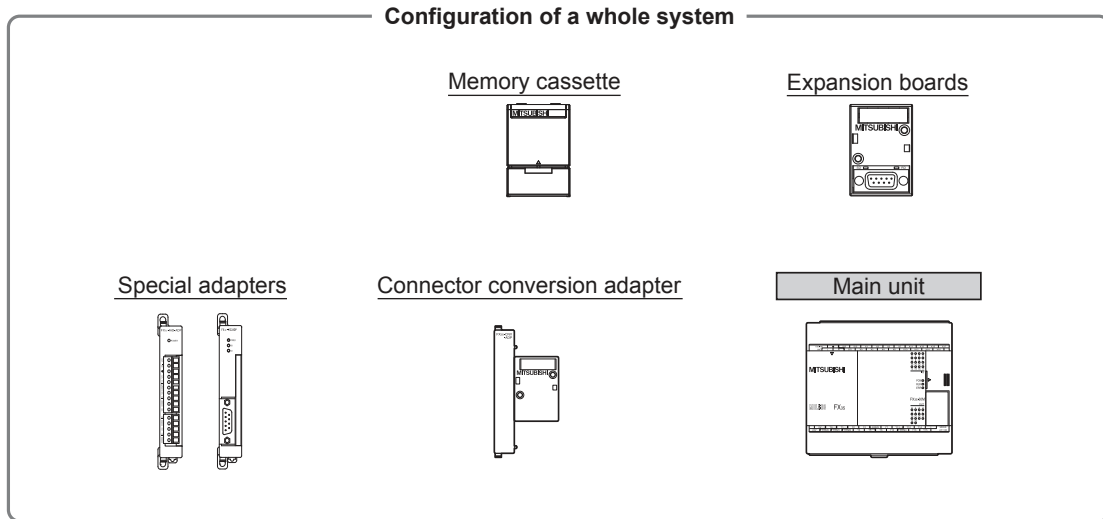 Configuration of a whole system
Memory cassette
Expansion boards
MITSUBISHI
MITSUBISHI
Special adapters
Connector conversion adapter
Main unit
MITSUBISHI
MITSUBISHI